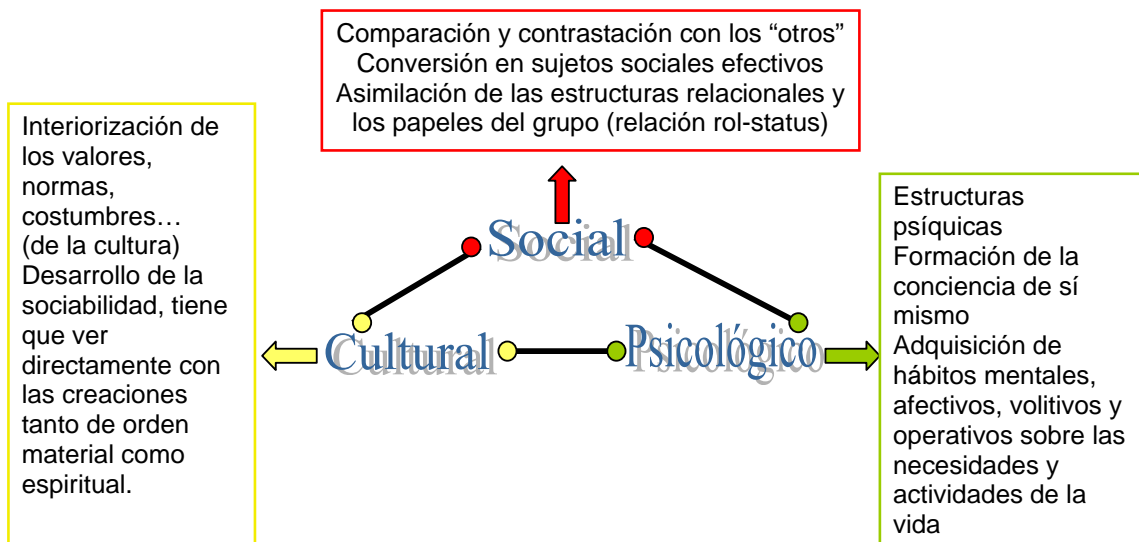 Comparación y contrastación con los “otros”
Conversión en sujetos sociales efectivos
Asimilación de las estructuras relacionales y
los papeles del grupo (relación rol-status)
Interiorización de
los valores,
normas,
costumbres…
(de la cultura)
Desarrollo de la
sociabilidad, tiene
que ver
directamente con
las creaciones
tanto de orden
material como
espiritual.
Social
Cultural
Psicológico
Estructuras
psíquicas
Formación de la
conciencia de sí
mismo
Adquisición de
hábitos mentales,
afectivos, volitivos y
operativos sobre las
necesidades y
actividades de la
vida